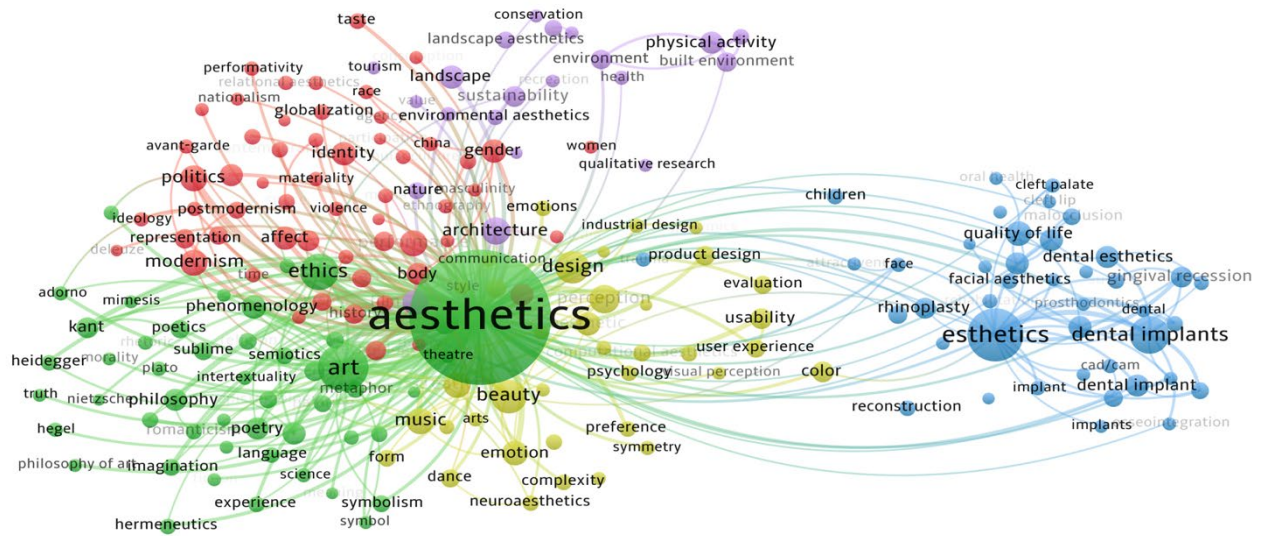 taste
conservation
landscape aesthetics
physical activity
environment
built environment
performativity
tourism
landscape
health
relational aesthetics
recreation
race
nationalism
value
sustainability
globalization
environmental aesthetics
avant-garde
identity
china
gender
women
qualitative research
politics
materiality
nature
masculinity
oral health
cleft palate
children
cleft lip
ideology
postmodernism
violence
ethnography
emotions
malocclusion
industrial design
representation
affect
architecture
quality of life
deleuze
modernism
time
ethics
body
communication
design
product design
face
dental esthetics
facial aesthetics
gingival recession
style
evaluation
adorno
mimesis
phenomenology
history
perception
rhinoplasty
prosthodontics
dental
kant
poetics
aesthetics
usability
esthetics
dental implants
sublime
semiotics
theatre
user experience
heidegger
morality
plato
intertextuality
art
psychology
visual perception
color
cad/cam
truth
nietzsche
philosophy
metaphor
beauty
implant
dental implant
reconstruction
hegel
romanticism
poetry
music
arts
preference
implants
language
form
emotion
symmetry
philosophy of art
imagination
science
dance
complexity
experience
symbolism
neuroaesthetics
hermeneutics
symbol